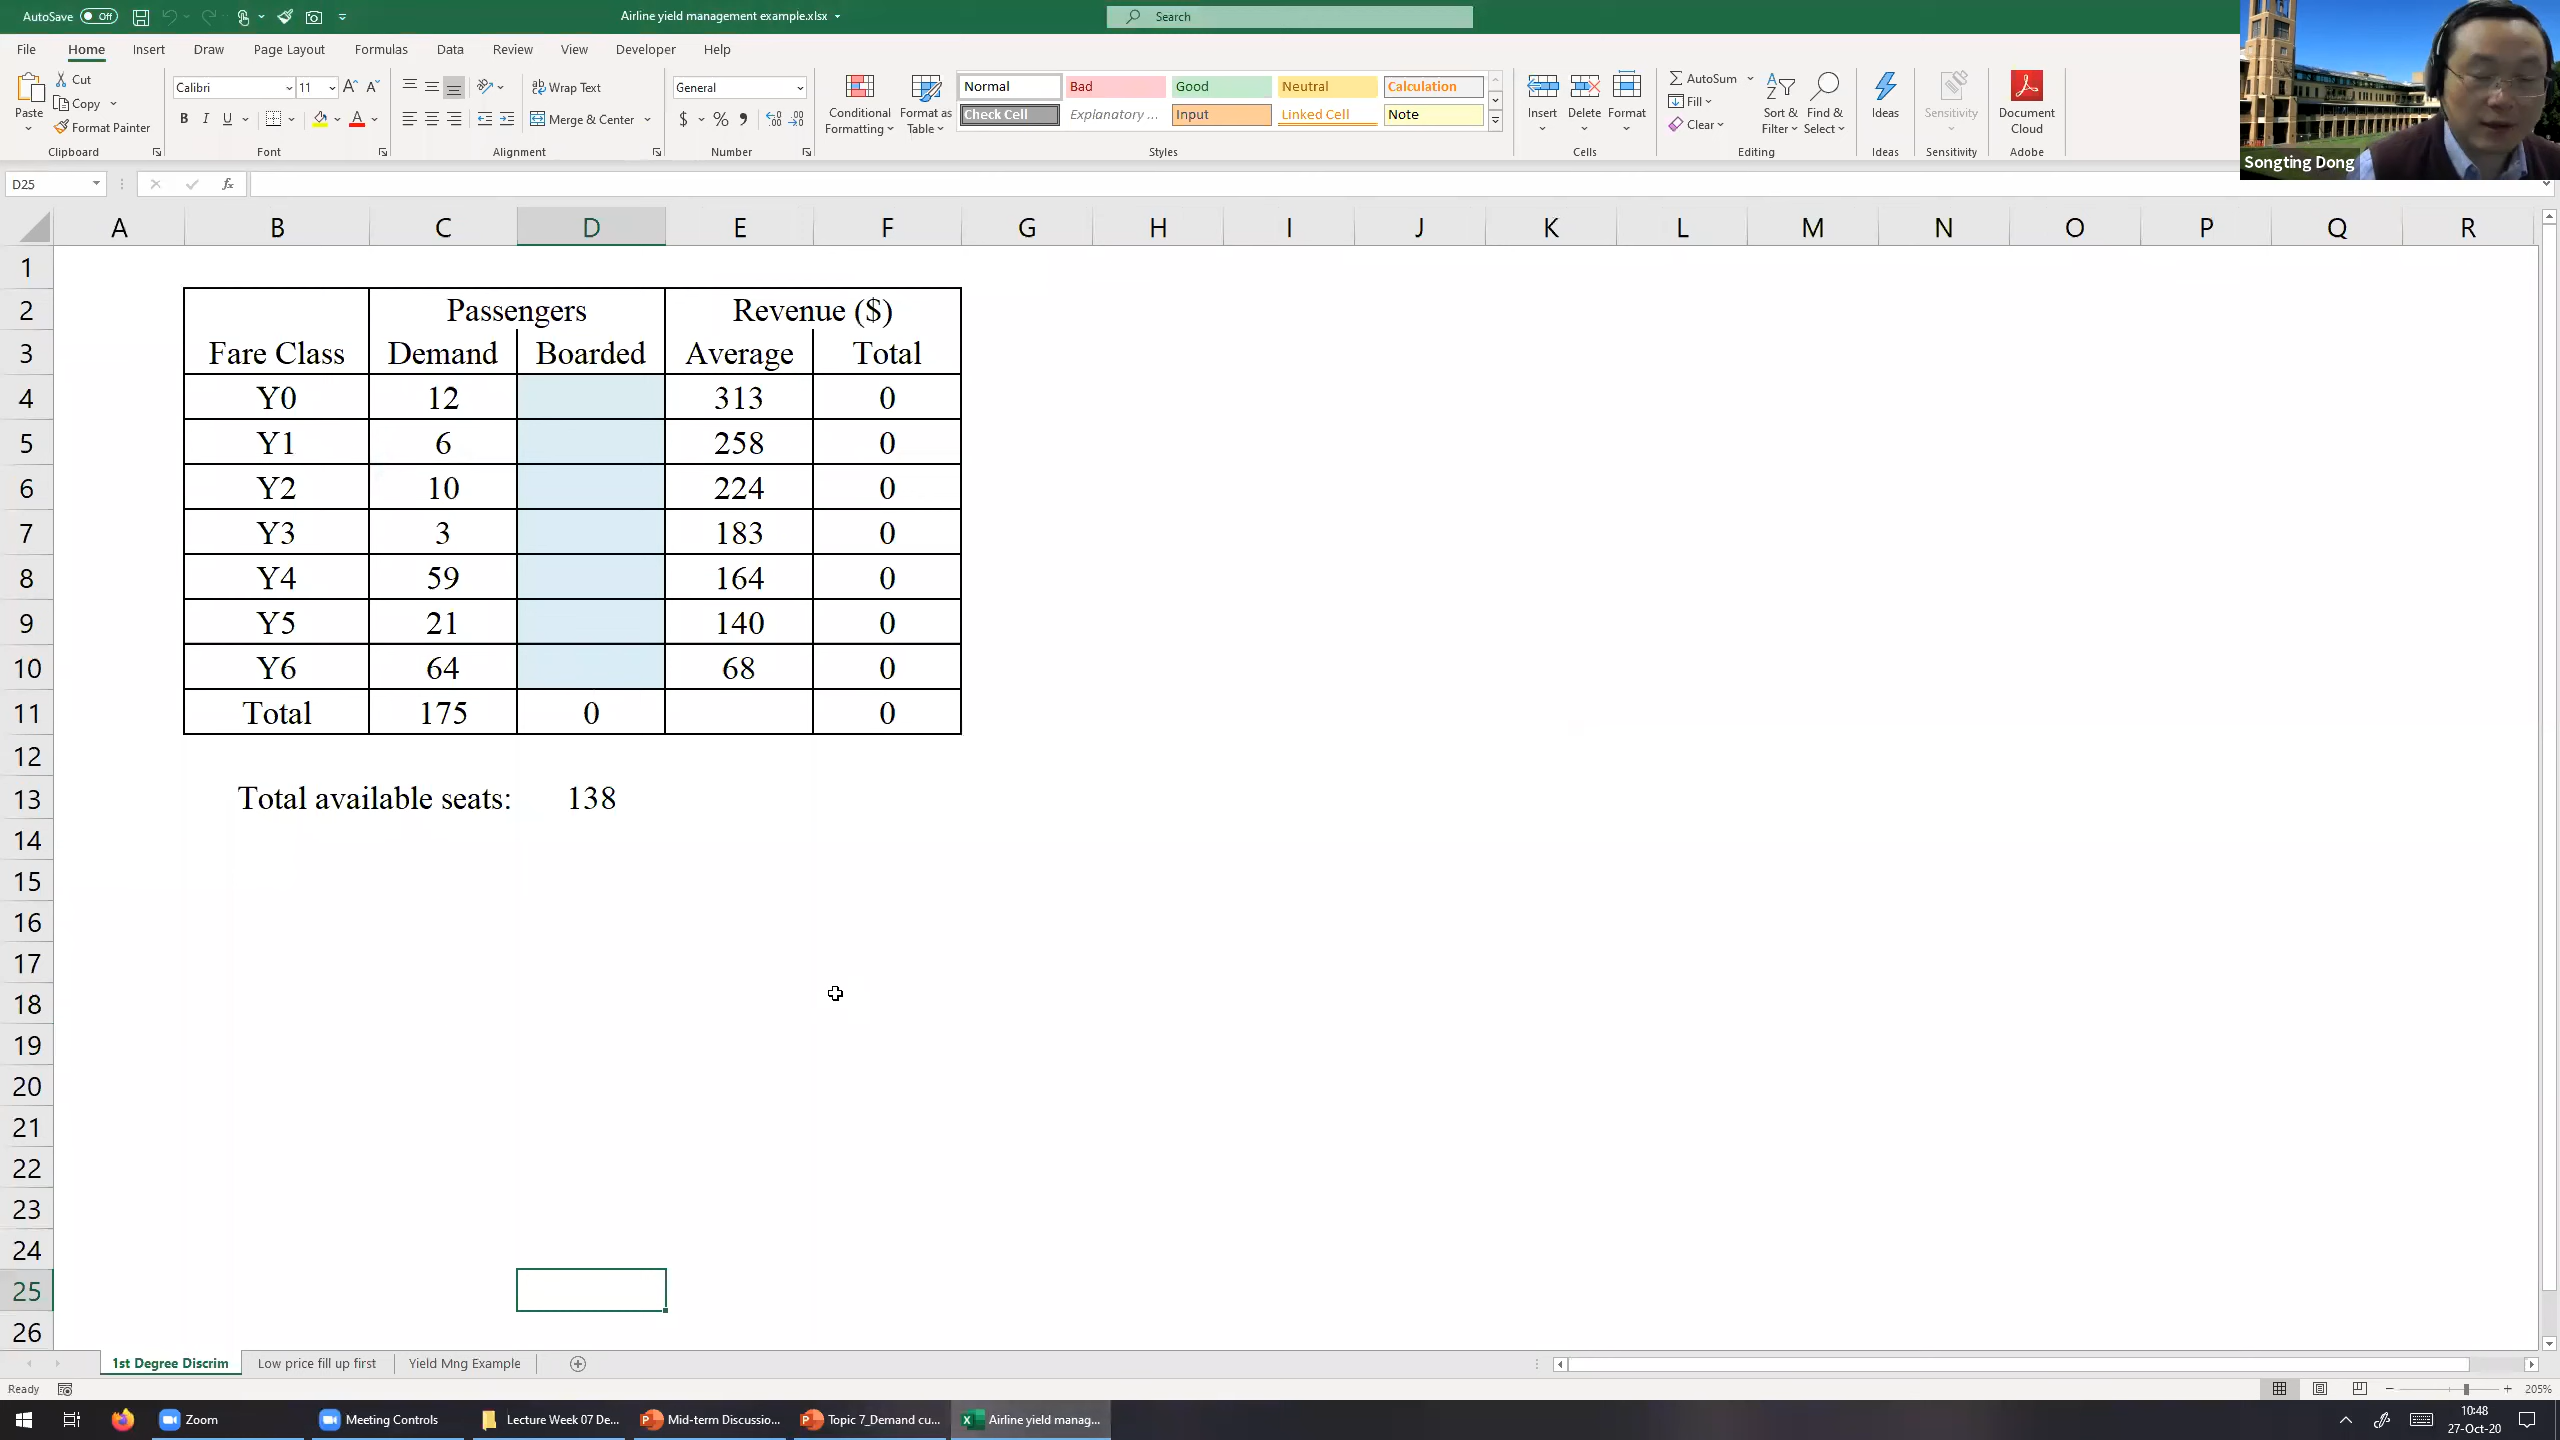 AutoSave Off
Airline yield management example.xlsx
Search
File Home Insert Draw Page Layout Formulas Data Review View Developer Help
Paste
Cut
Copy
Format Painter
Clipboard
Calibri 11
B I U
Font
Wrap Text
Merge & Center
Alignment
General
$ % ,
Number
Conditional Formatting
Format as Table
Normal Bad Good Neutral Calculation
Check Cell Explanatory ... Input Linked Cell Note
Styles
Insert Delete Format
Cells
AutoSum
Fill
Clear
Sort & Filter
Find & Select
Editing
Ideas
Ideas
Sensitivity
Sensitivity
Document Cloud
Adobe
Songting Dong
D25
fx
A B C D E F G H I J K L M N O P Q R
1
2 Passengers Revenue ($)
3 Fare Class Demand Boarded Average Total
4 Y0 12 313 0
5 Y1 6 258 0
6 Y2 10 224 0
7 Y3 3 183 0
8 Y4 59 164 0
9 Y5 21 140 0
10 Y6 64 68 0
11 Total 175 0 0
12
13 Total available seats: 138
14
15
16
17
18
19
20
21
22
23
24
25
26
1st Degree Discrim Low price fill up first Yield Mng Example
Ready
205%
Zoom Meeting Controls Lecture Week 07 De... Mid-term Discussio... Topic 7_Demand cu... Airline yield manag...
10:48
27-Oct-20